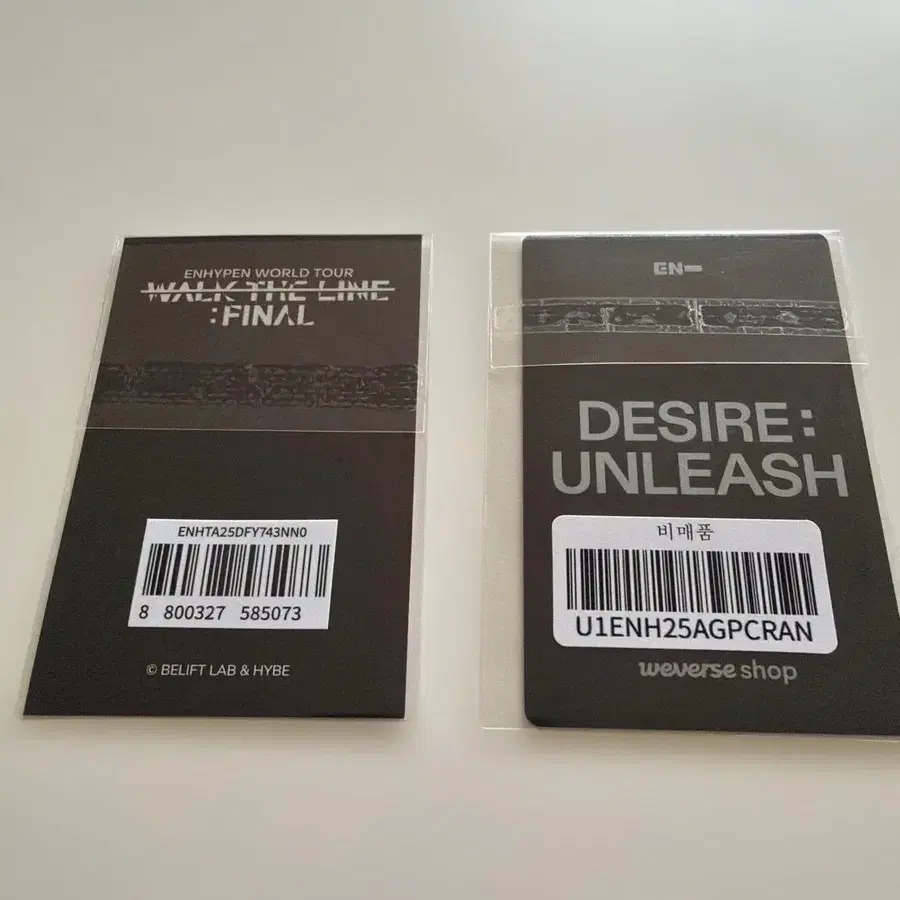 ENHYPEN WORLD TOUR
WALK THE LINE
:FINAL
ENHTA25DFY743NN0
8 800327 585073
© BELIFT LAB & HYBE
EN-
DESIRE :
UNLEASH
비매품
U1ENH25AGPCRAN
weverse shop